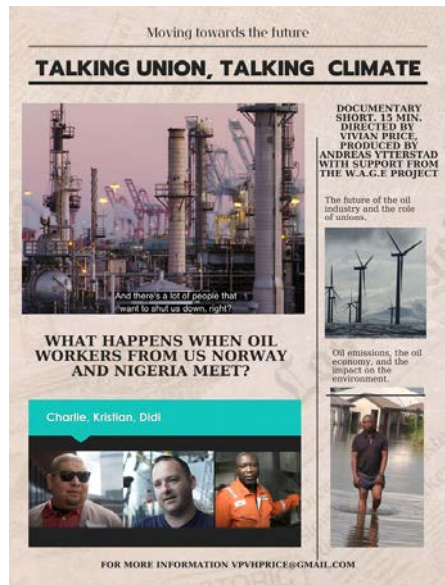 Moving towards the future
TALKING UNION, TALKING CLIMATE
And there's a lot of people that
want to shut us down, right?
WHAT HAPPENS WHEN OIL
WORKERS FROM US NORWAY
AND NIGERIA MEET?
Charlie, Kristian, Didi
DOCUMENTARY
SHORT. 15 MIN.
DIRECTED BY
VIVIAN PRICE,
PRODUCED BY
ANDREAS YTTERSTAD
WITH SUPPORT FROM
THE W.A.G.E PROJECT
The future of the oil
industry and the role
of unions.
Oil emissions, the oil
economy, and the
impact on the
environment.
FOR MORE INFORMATION VPVHPRICE@GMAIL.COM